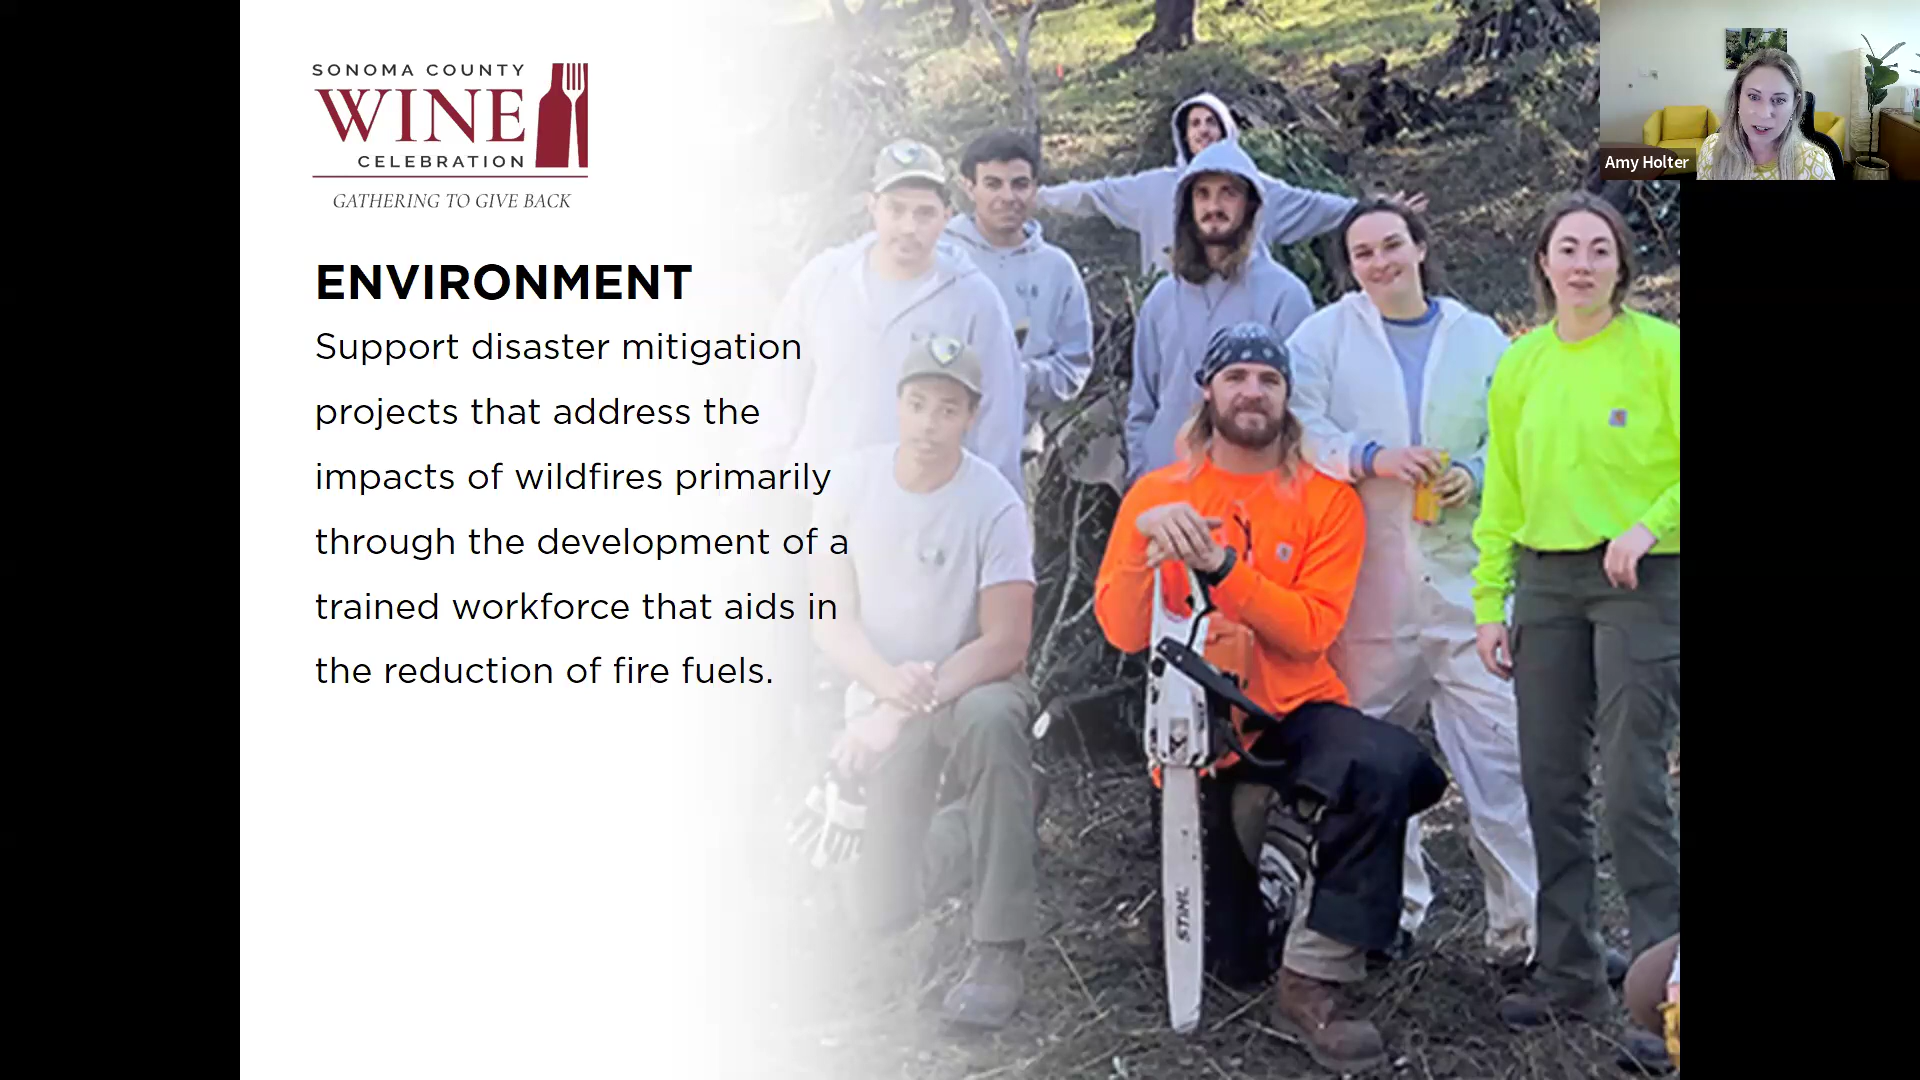 SONOMA COUNTY
WINE
CELEBRATION
GATHERING TO GIVE BACK
ENVIRONMENT
Support disaster mitigation
projects that address the
impacts of wildfires primarily
through the development of a
trained workforce that aids in
the reduction of fire fuels.
Amy Holter
STIHL